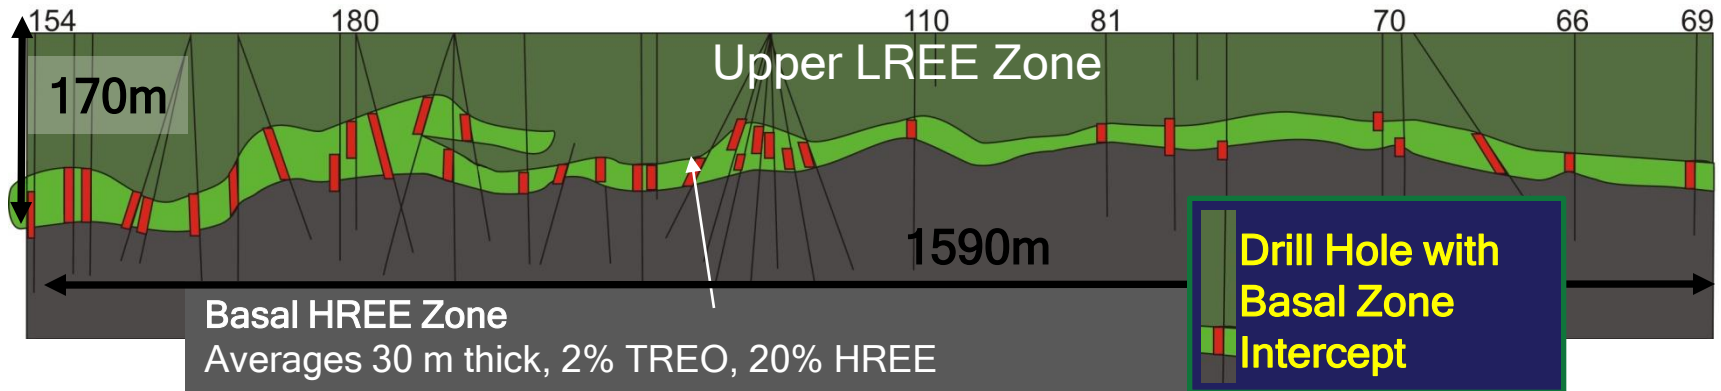 154 180 110 81 70 66 69
Upper LREE Zone
170m
1590m
Basal HREE Zone
Averages 30 m thick, 2% TREO, 20% HREE
Drill Hole with
Basal Zone
Intercept